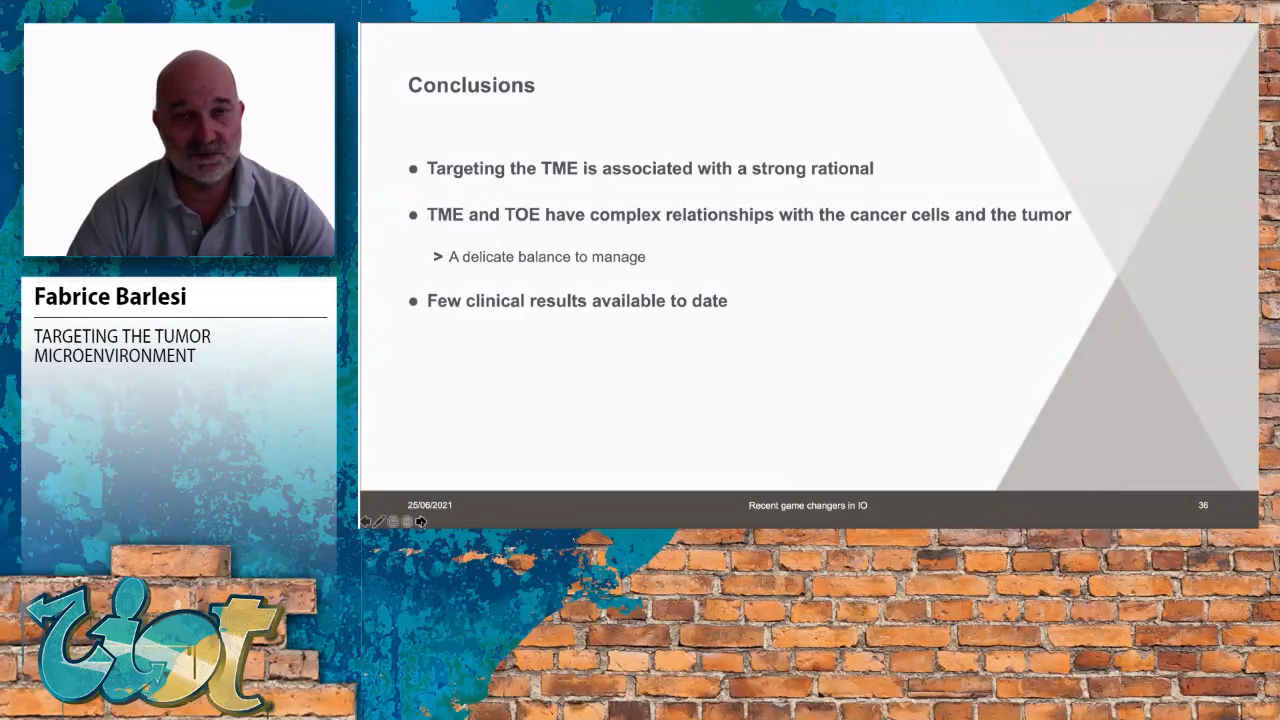 Conclusions
● Targeting the TME is associated with a strong rational
● TME and TOE have complex relationships with the cancer cells and the tumor
> A delicate balance to manage
● Few clinical results available to date
25/06/2021
Recent game changers in IO
36
Fabrice Barlesi
TARGETING THE TUMOR
MICROENVIRONMENT